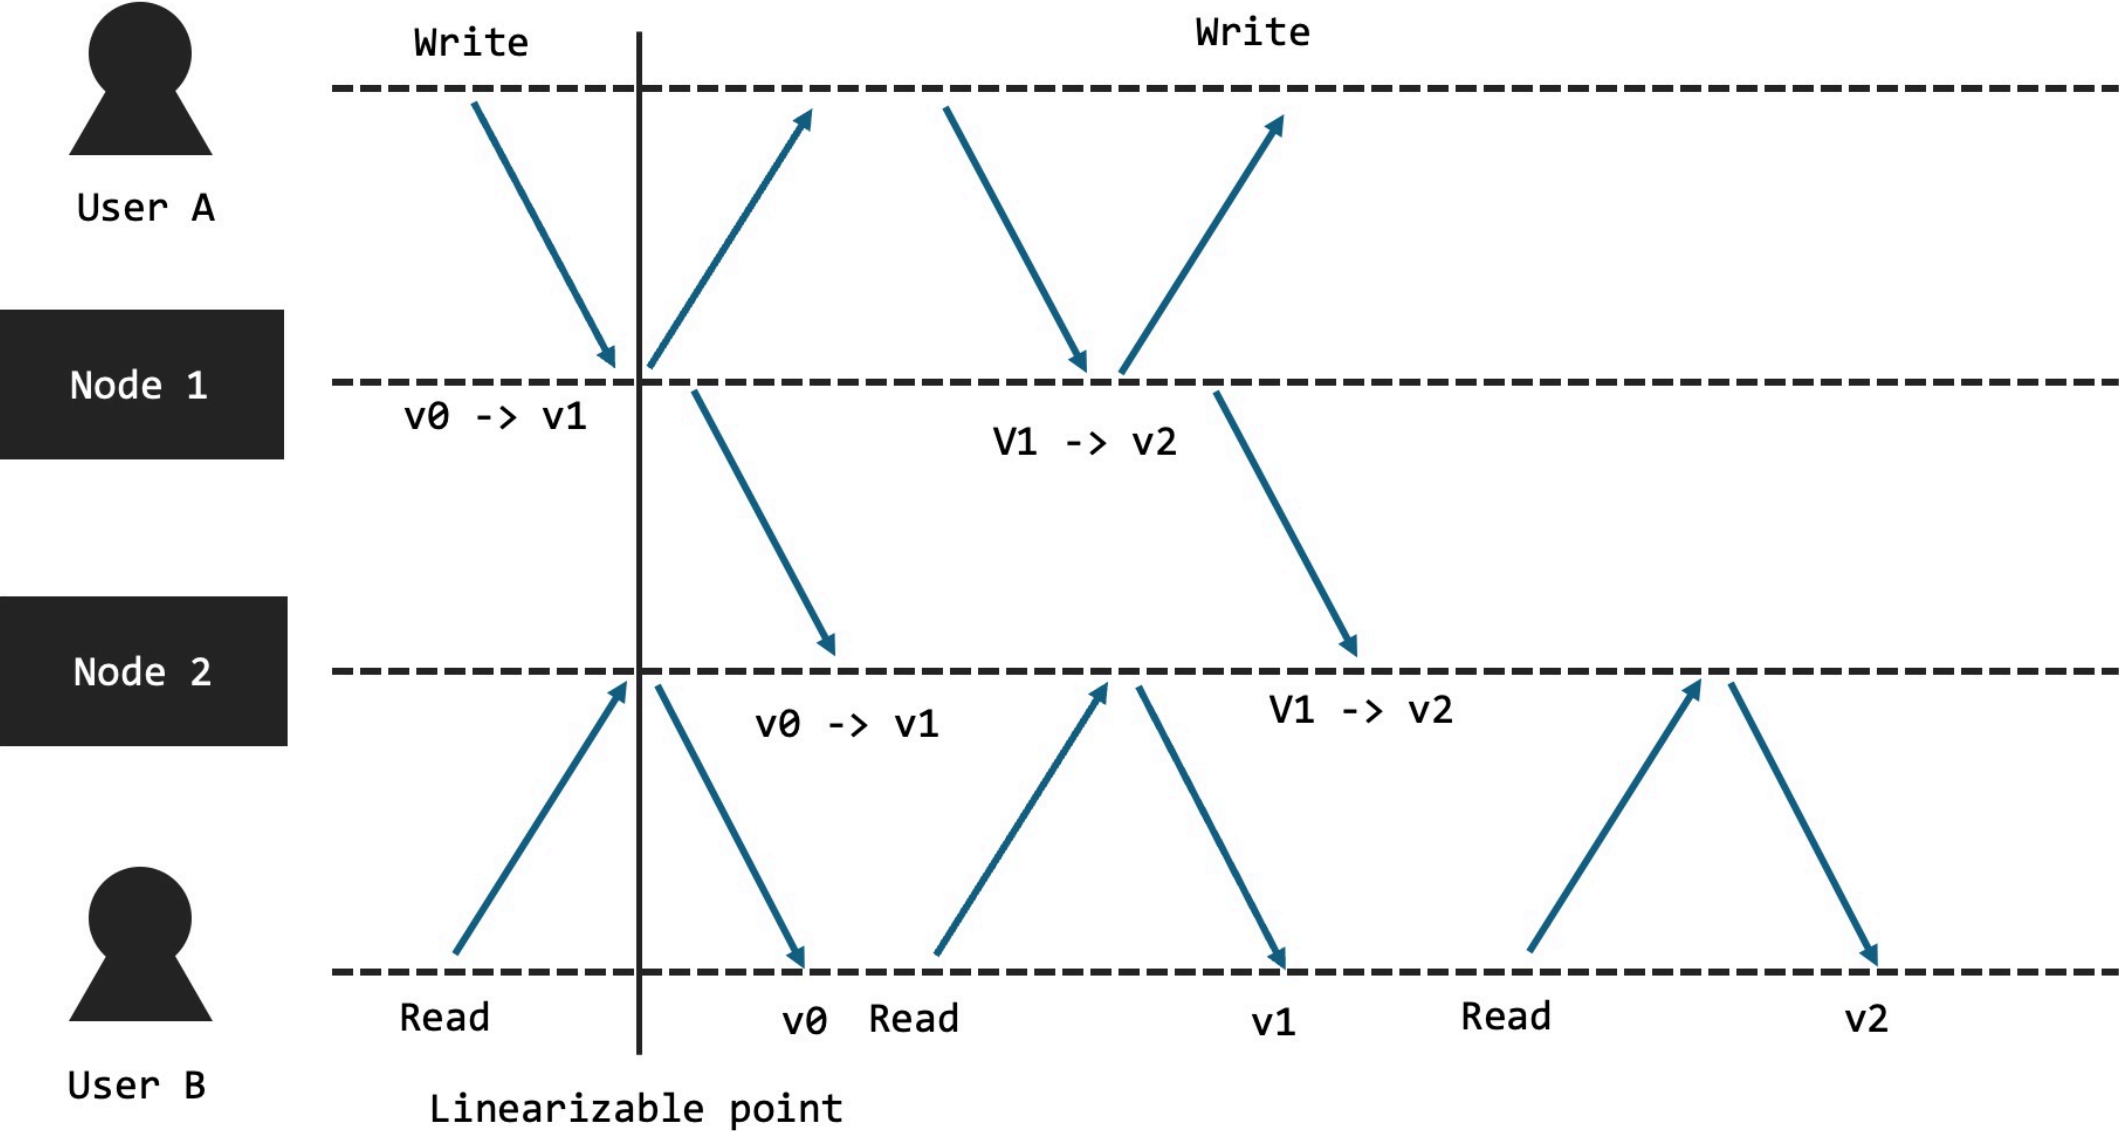 Write
Write
User A
Node 1
v0 -> v1
V1 -> v2
Node 2
v0 -> v1
V1 -> v2
Read
v0
Read
v1
Read
v2
User B
Linearizable point